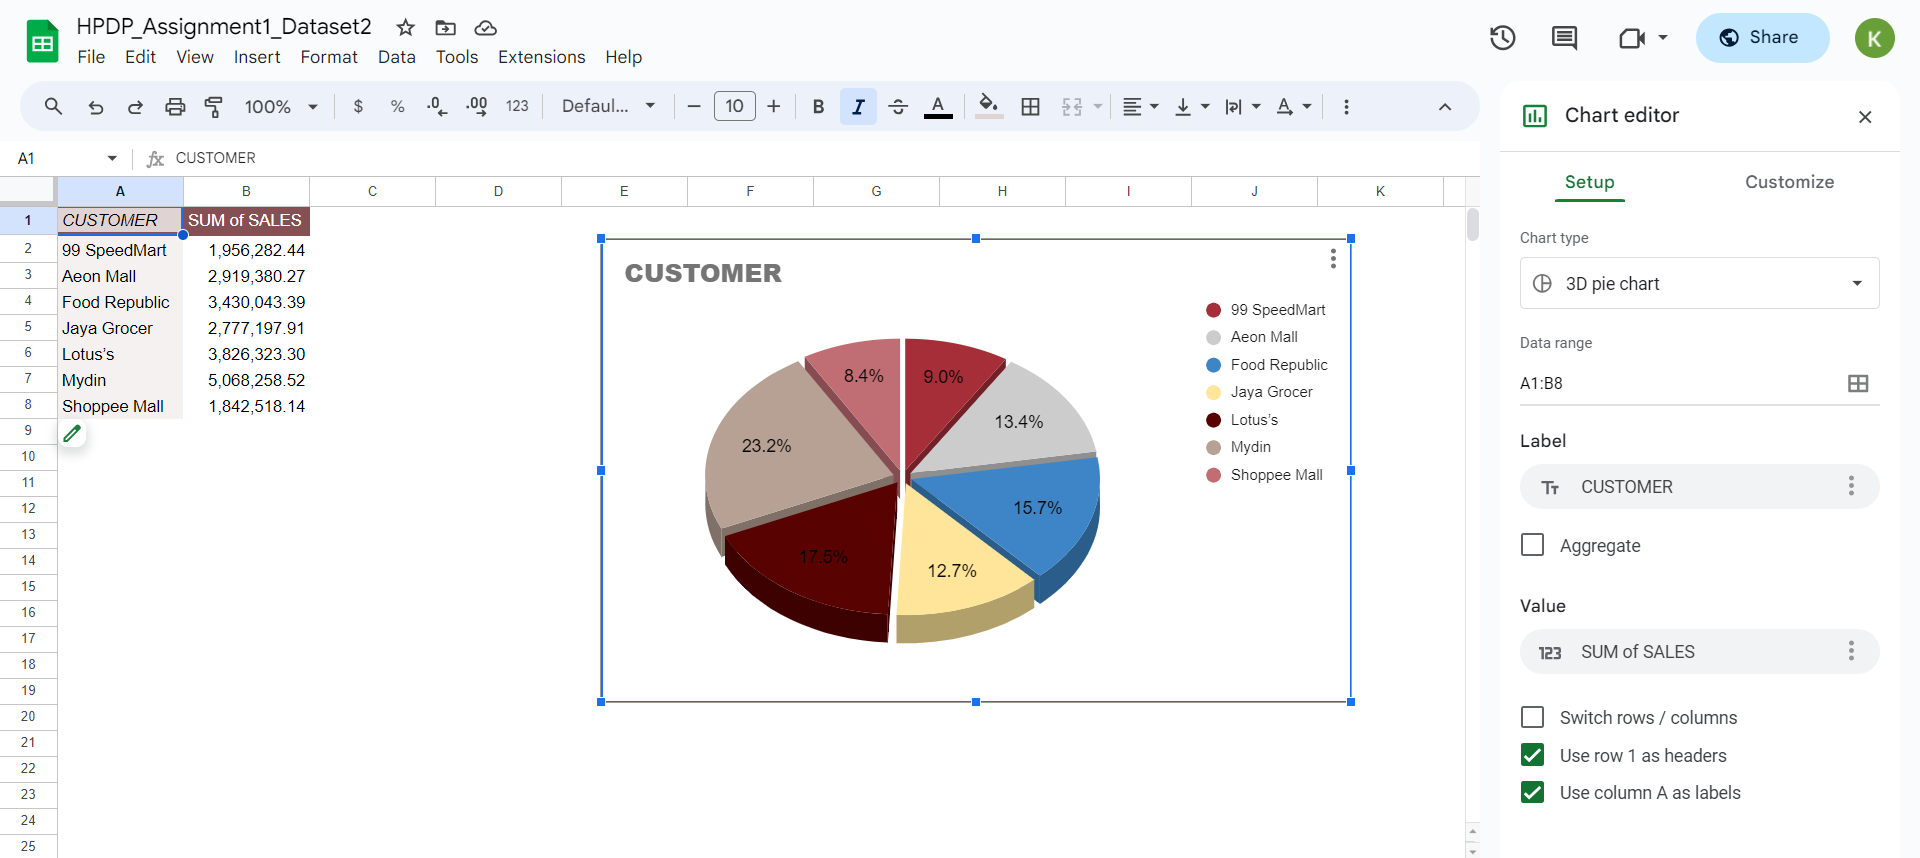 HPDP_Assignment1_Dataset2
File Edit View Insert Format Data Tools Extensions Help
Share
K
100% $ % .0 .00 123 Defaul... 10 B I S A
A1 fx CUSTOMER
A B C D E F G H I J K
1 CUSTOMER SUM of SALES
2 99 SpeedMart 1,956,282.44
3 Aeon Mall 2,919,380.27
4 Food Republic 3,430,043.39
5 Jaya Grocer 2,777,197.91
6 Lotus's 3,826,323.30
7 Mydin 5,068,258.52
8 Shoppee Mall 1,842,518.14
9
10
11
12
13
14
15
16
17
18
19
20
21
22
23
24
25
CUSTOMER
99 SpeedMart
Aeon Mall
Food Republic
Jaya Grocer
Lotus's
Mydin
Shoppee Mall
8.4% 9.0%
13.4%
23.2%
15.7%
17.5%
12.7%
Chart editor
Setup Customize
Chart type
3D pie chart
Data range
A1:B8
Label
Tт CUSTOMER
Aggregate
Value
123 SUM of SALES
Switch rows / columns
Use row 1 as headers
Use column A as labels